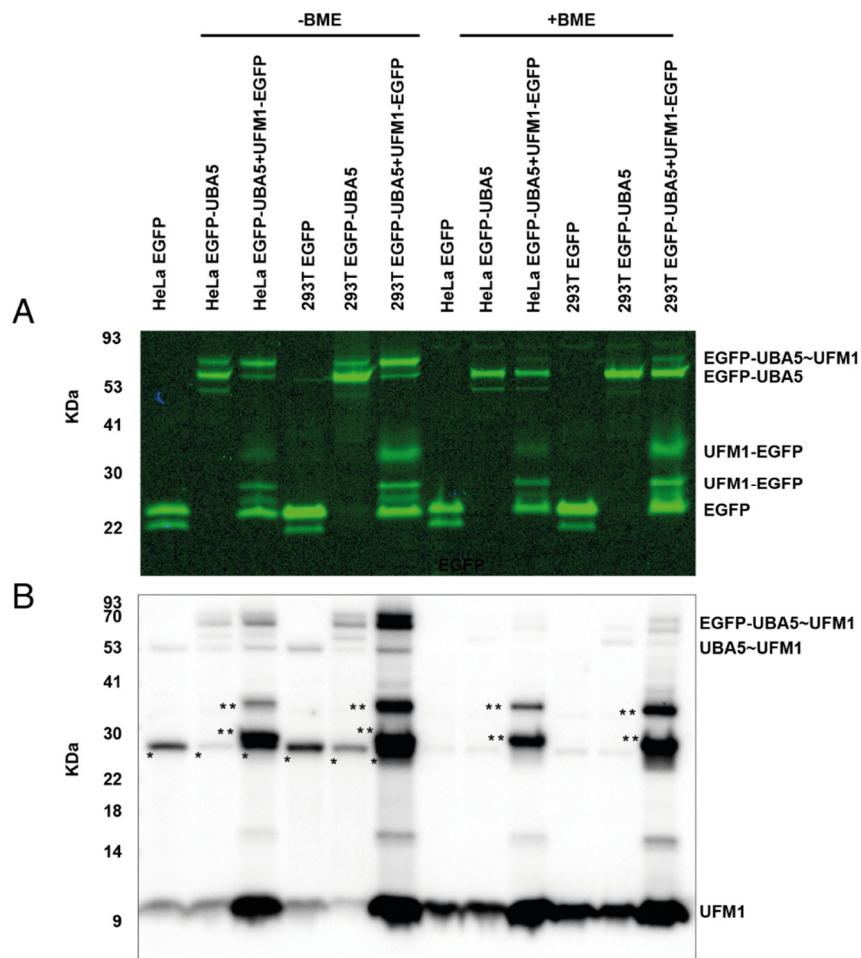 -BME
+BME
HeLa EGFP
HeLa EGFP-UBA5
HeLa EGFP-UBA5+UFM1-EGFP
293T EGFP
293T EGFP-UBA5
293T EGFP-UBA5+UFM1-EGFP
HeLa EGFP
HeLa EGFP-UBA5
HeLa EGFP-UBA5+UFM1-EGFP
293T EGFP
293T EGFP-UBA5
293T EGFP-UBA5+UFM1-EGFP
A
KDa
93
53
41
30
22
EGFP-UBA5~UFM1
EGFP-UBA5
UFM1-EGFP
UFM1-EGFP
EGFP
EGFP
B
KDa
93
70
53
41
30
22
18
14
9
** ** ** **
** ** ** **
* * * * * *
EGFP-UBA5~UFM1
UBA5~UFM1
UFM1